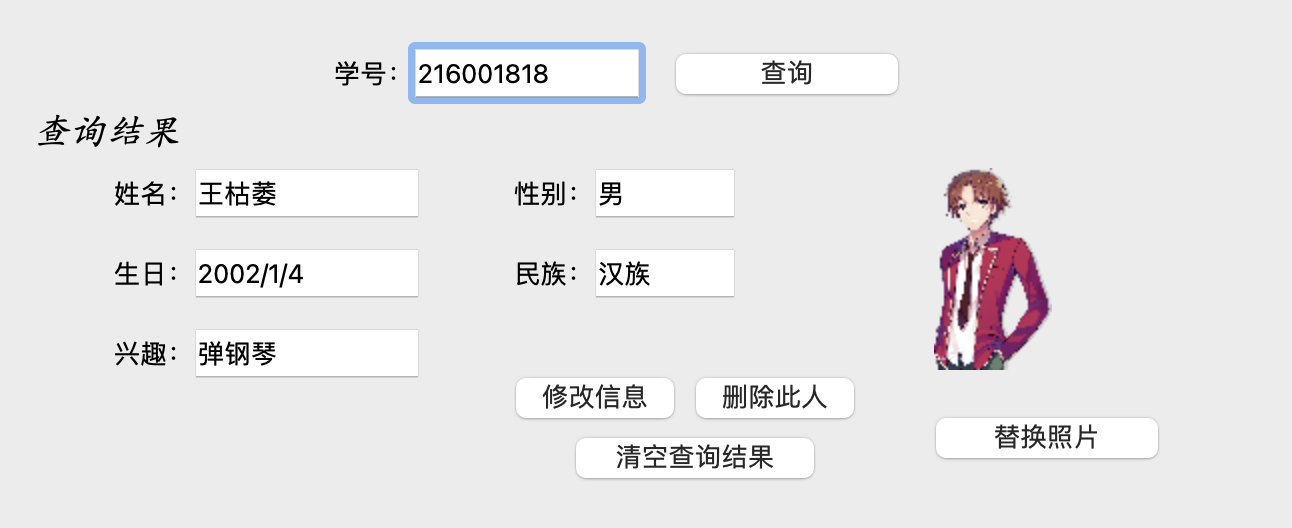 学号：216001818 查询
查询结果
姓名：王枯萎 性别：男
生日：2002/1/4 民族：汉族
兴趣：弹钢琴
修改信息 删除此人
替换照片
清空查询结果